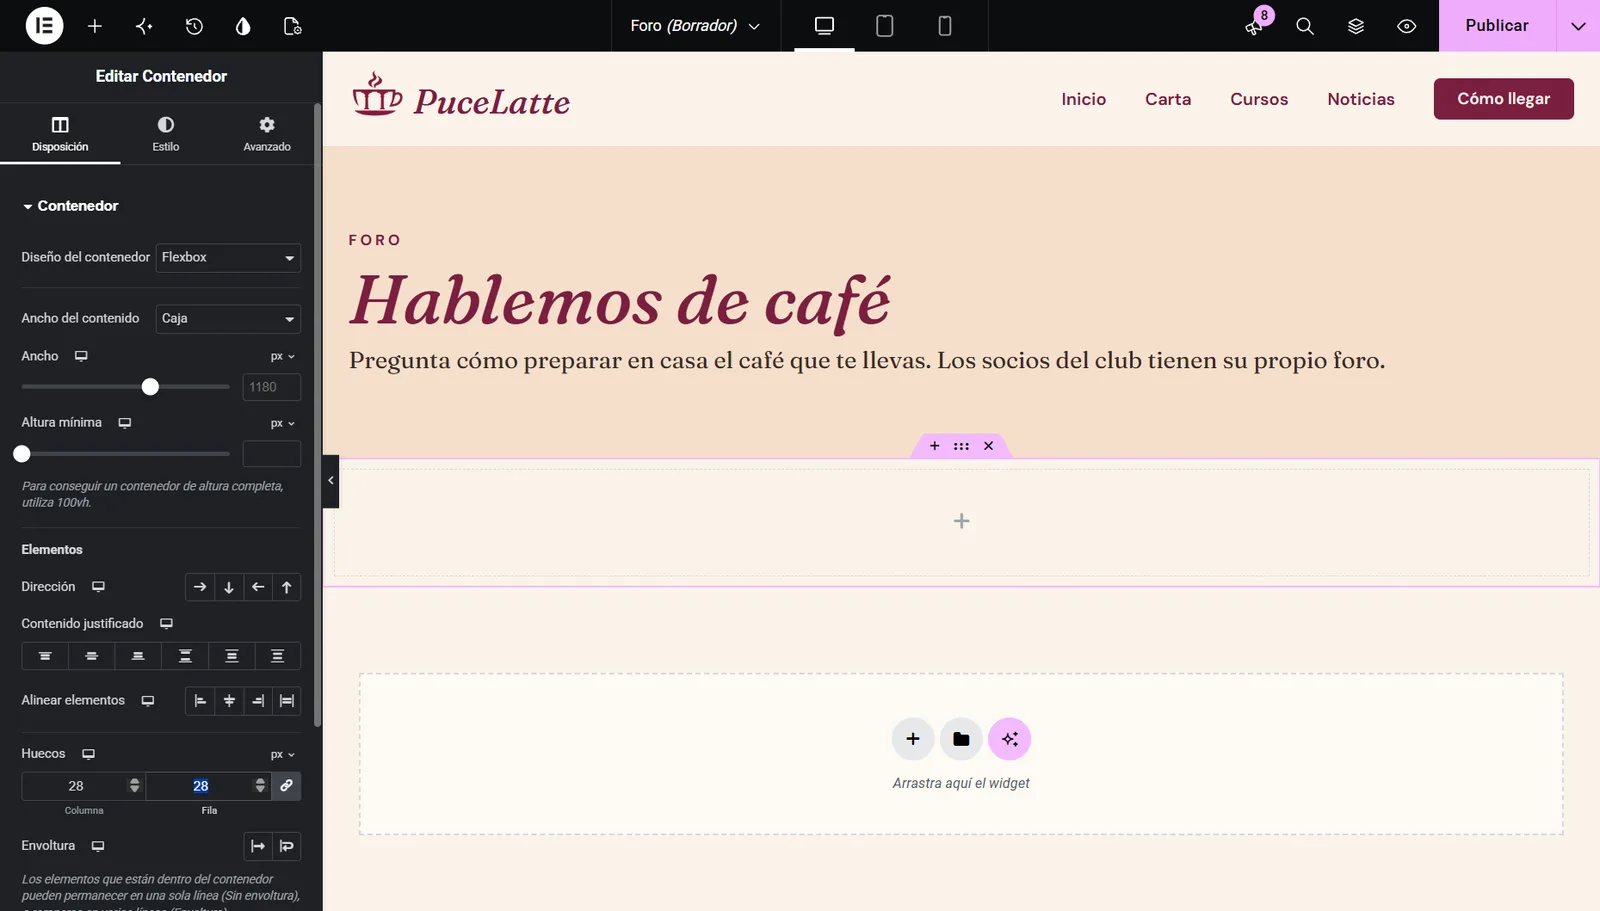 Foro (Borrador)
8
Publicar
Editar Contenedor
Disposición
Estilo
Avanzado
Contenedor
Diseño del contenedor
Flexbox
Ancho del contenido
Caja
Ancho
px
1180
Altura mínima
px
Para conseguir un contenedor de altura completa,
utiliza 100vh.
Elementos
Dirección
Contenido justificado
Alinear elementos
Huecos
px
28
28
Columna
Fila
Envoltura
Los elementos que están dentro del contenedor
pueden permanecer en una sola línea (Sin envoltura),
PuceLatte
Inicio
Carta
Cursos
Noticias
Cómo llegar
FORO
Hablemos de café
Pregunta cómo preparar en casa el café que te llevas. Los socios del club tienen su propio foro.
Arrastra aquí el widget